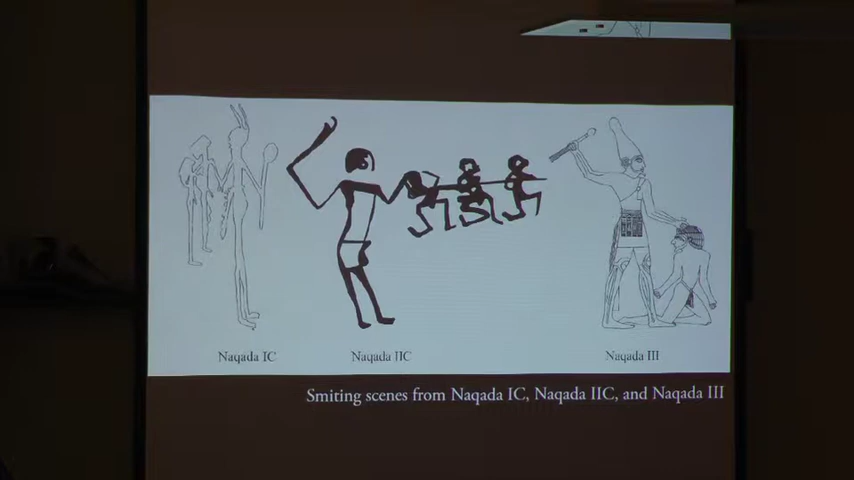 Naqada IC
Naqada IIC
Naqada III
Smiting scenes from Naqada IC, Naqada IIC, and Naqada III